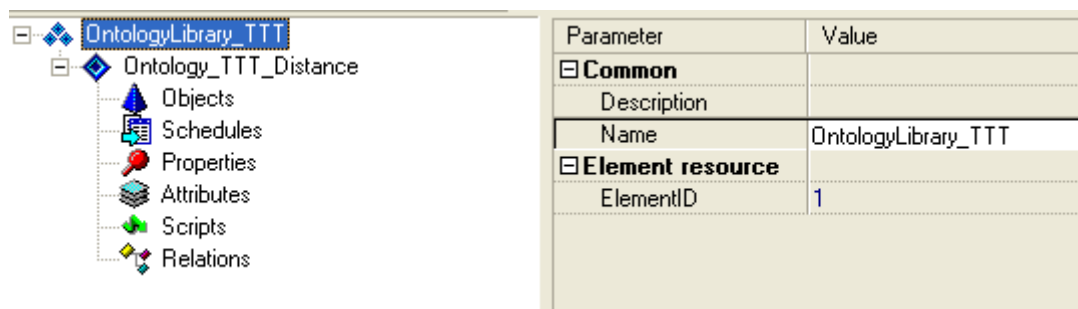 OntologyLibrary_TTT
Ontology_TTT_Distance
Objects
Schedules
Properties
Attributes
Scripts
Relations
Parameter Value
Common
Description
Name OntologyLibrary_TTT
Element resource
ElementID 1